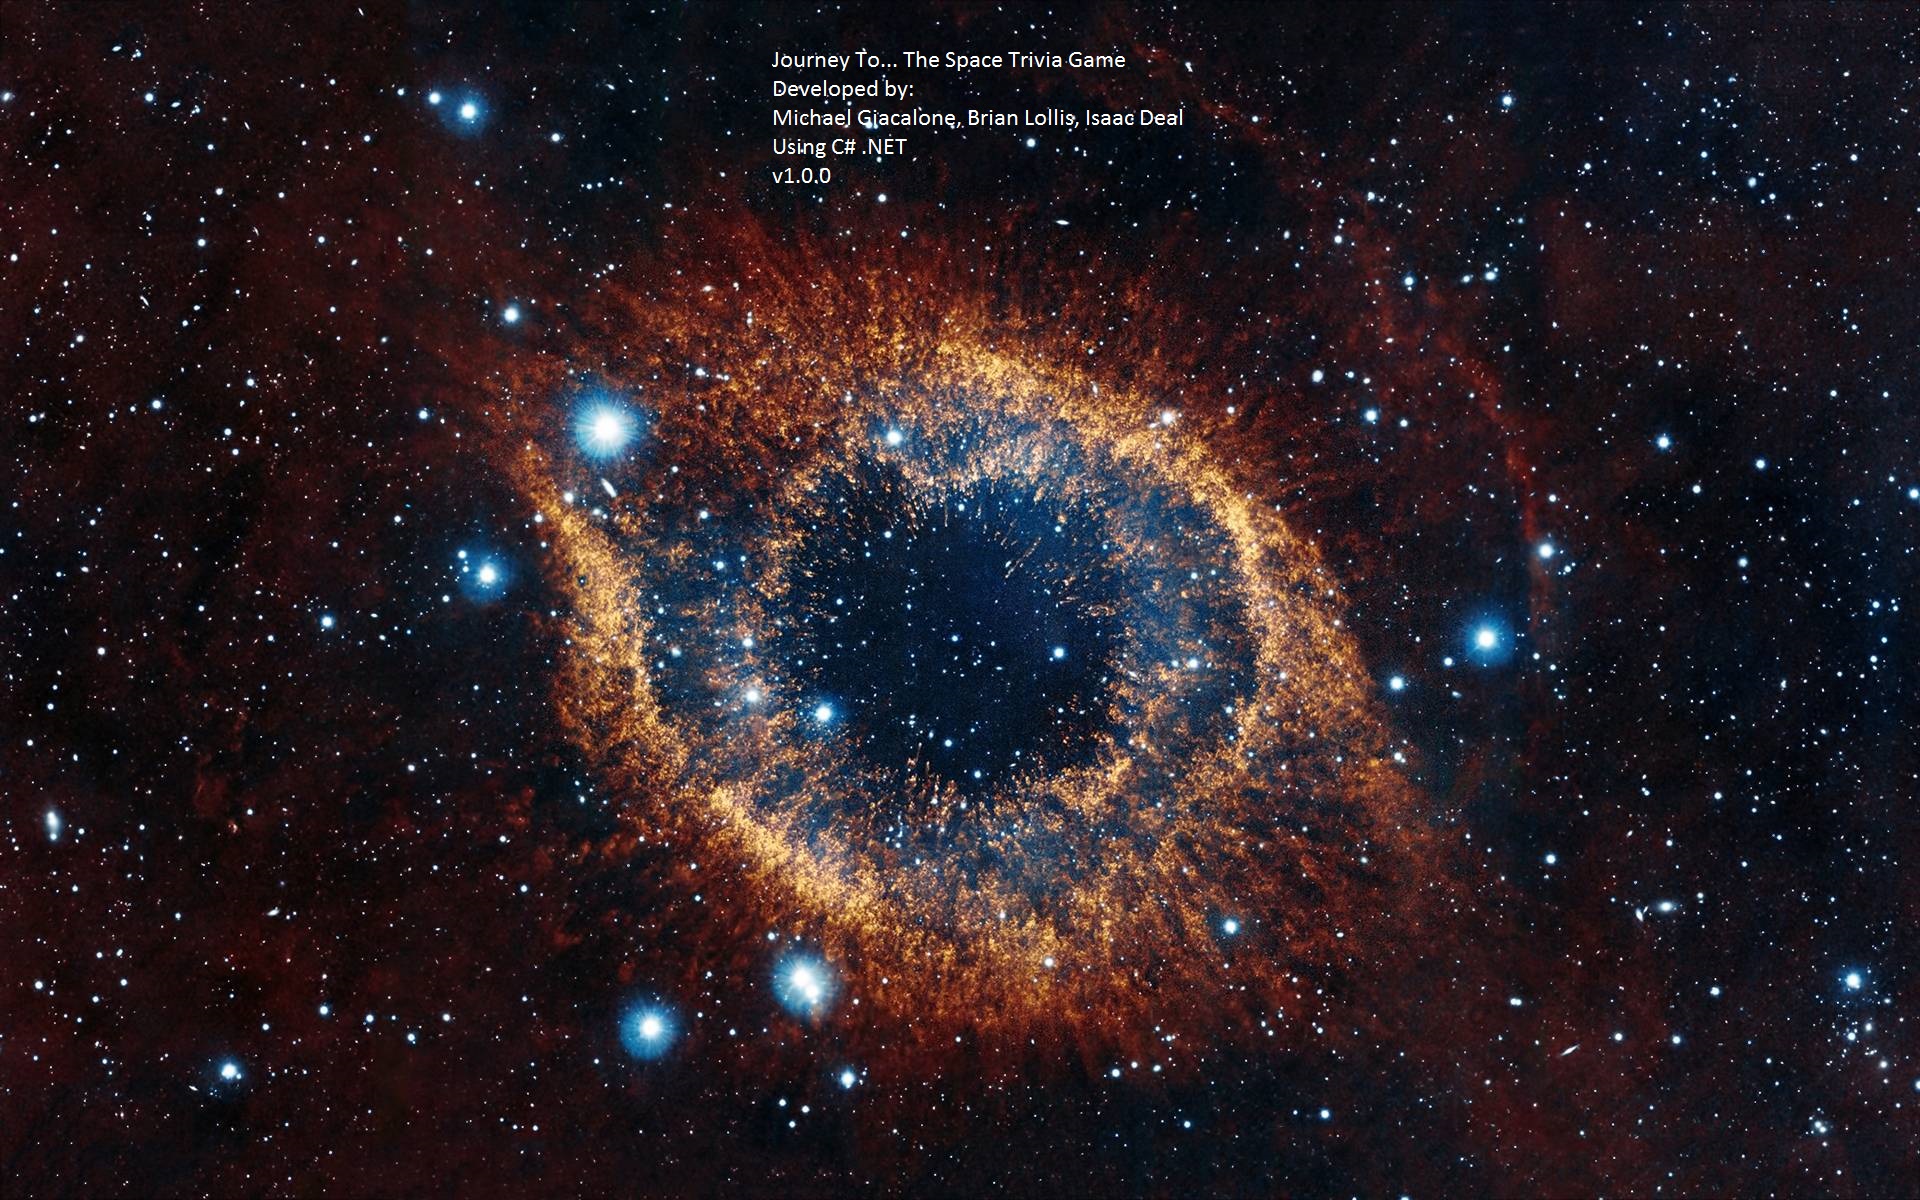 Journey To... The Space Trivia Game
Developed by:
Michael Giacalone, Brian Lollis, Isaac Deal
Using C# .NET
v1.0.0